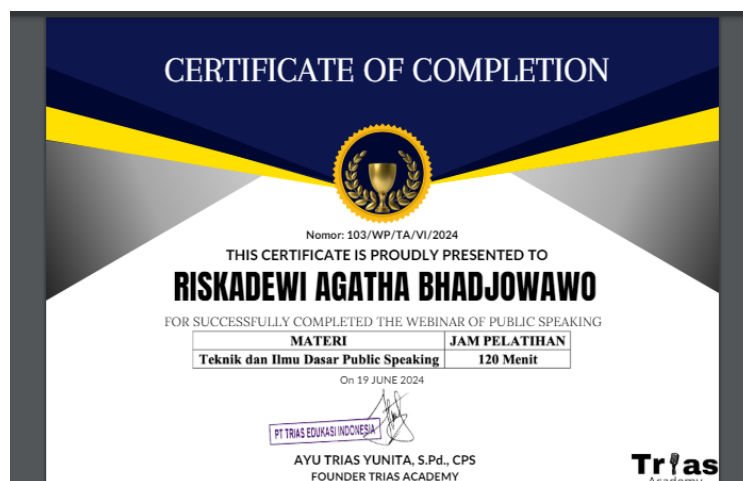 CERTIFICATE OF COMPLETION
Nomor: 103/WP/TA/VI/2024
THIS CERTIFICATE IS PROUDLY PRESENTED TO
RISKADEWI AGATHA BHADJOWAWO
FOR SUCCESSFULLY COMPLETED THE WEBINAR OF PUBLIC SPEAKING
MATERI JAM PELATIHAN
Teknik dan Ilmu Dasar Public Speaking 120 Menit
On 19 JUNE 2024
PT TRIAS EDUKASI INDONESIA
AYU TRIAS YUNITA, S.Pd., CPS
FOUNDER TRIAS ACADEMY
Trias
Academy